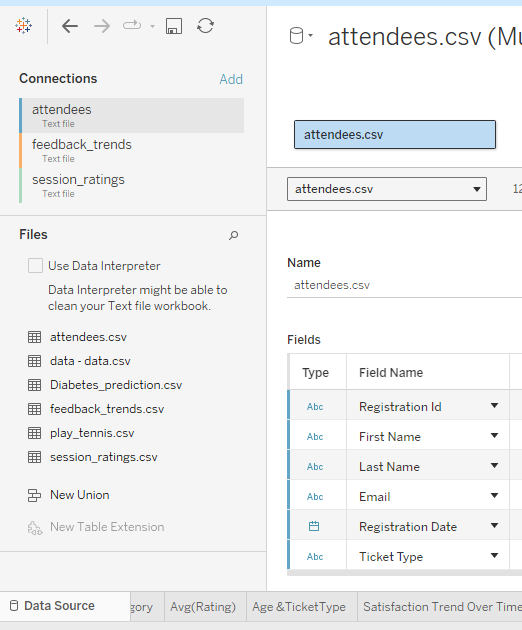 attendees.csv (Mu
Connections
Add
attendees
Text file
feedback_trends
Text file
session_ratings
Text file
attendees.csv
attendees.csv
12
Files
Use Data Interpreter
Data Interpreter might be able to
clean your Text file workbook.
attendees.csv
data - data.csv
Diabetes_prediction.csv
feedback_trends.csv
play_tennis.csv
session_ratings.csv
New Union
New Table Extension
Name
attendees.csv
Fields
Type Field Name
Abc Registration Id
Abc First Name
Abc Last Name
Abc Email
Registration Date
Abc Ticket Type
Data Source gory Avg(Rating) Age &TicketType Satisfaction Trend Over Time